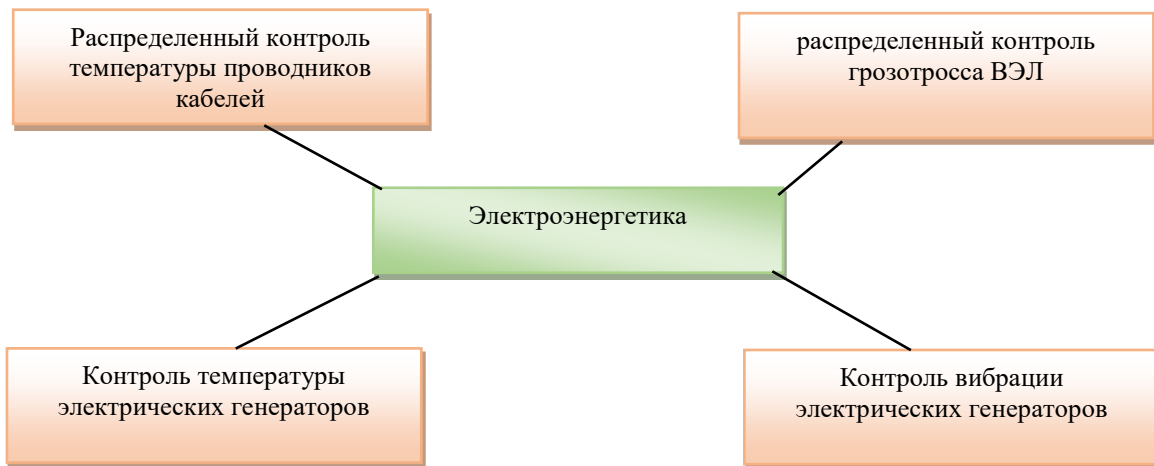 Распределенный контроль
температуры проводников
кабелей
распределенный контроль
грозотросса ВЭЛ
Электроэнергетика
Контроль температуры
электрических генераторов
Контроль вибрации
электрических генераторов